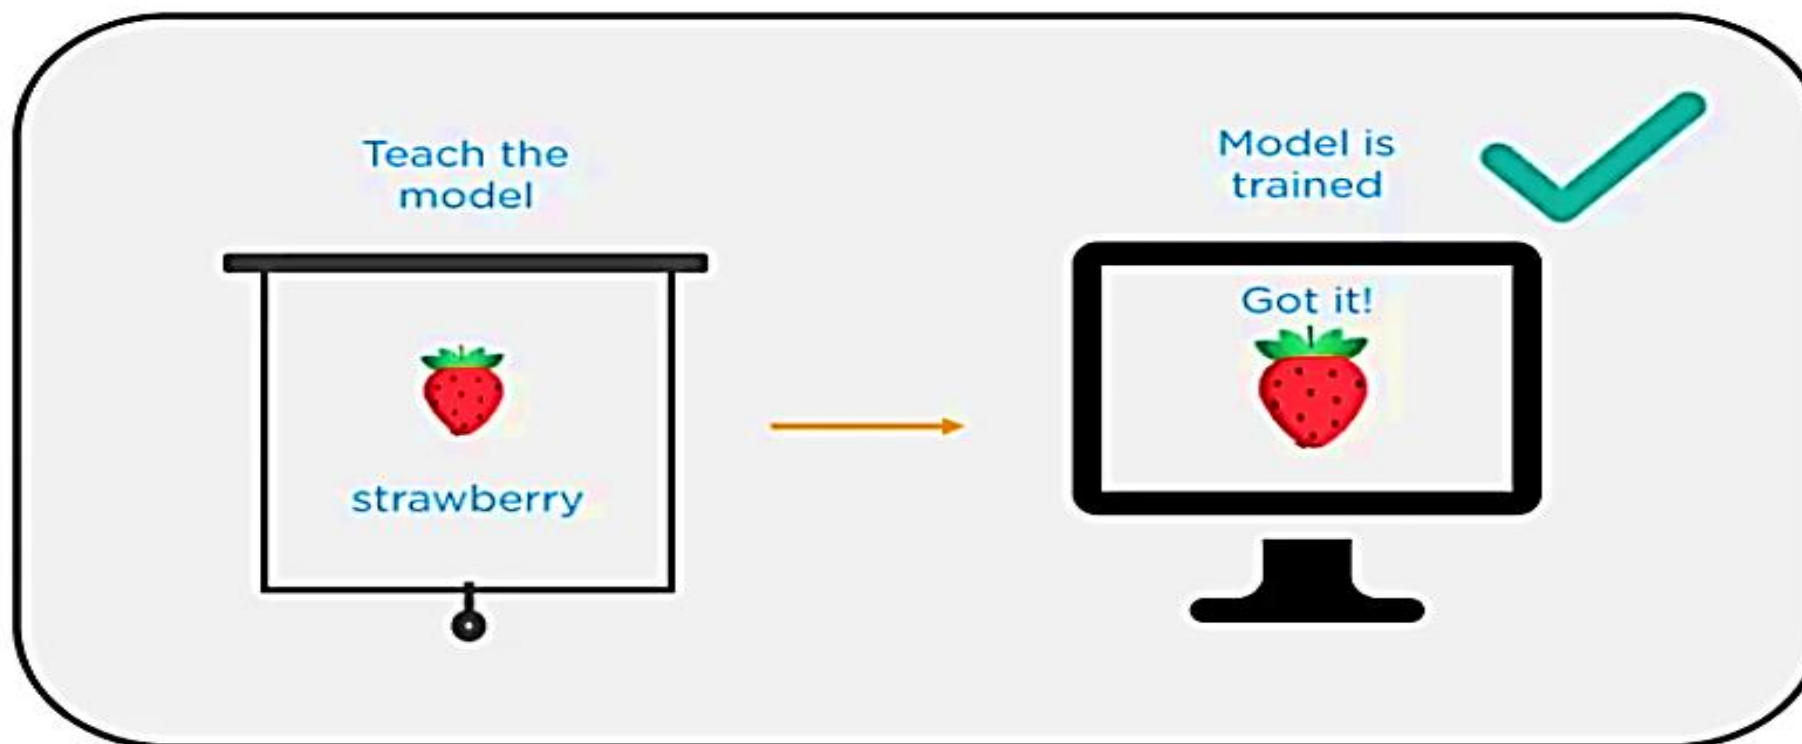 Teach the
model
strawberry
Model is
trained
Got it!